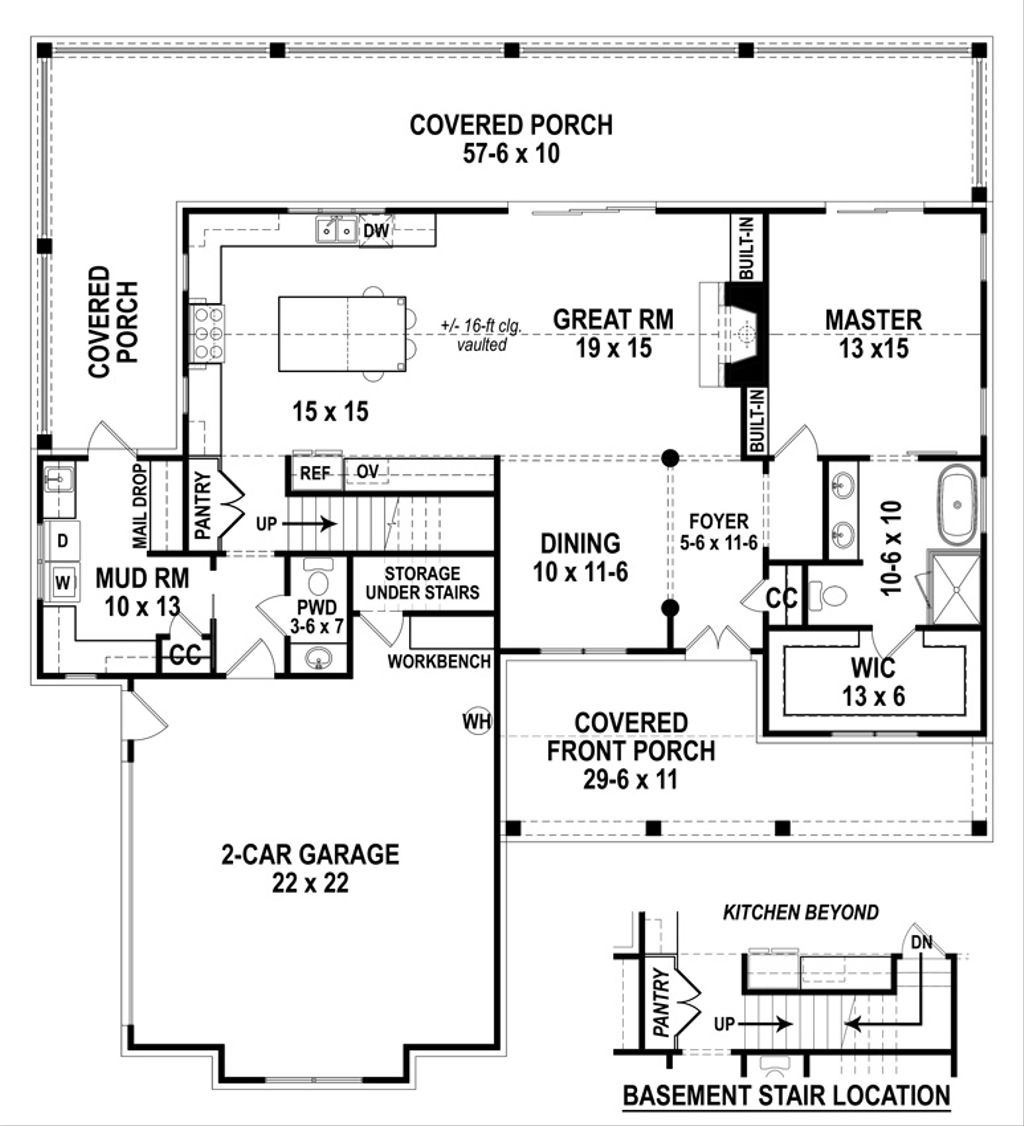 COVERED PORCH
57-6 x 10
COVERED
PORCH
DW
BUILT-IN
+/- 16-ft clg.
vaulted
GREAT RM
19 x 15
MASTER
13 x15
15 x 15
BUILT-IN
MAIL DROP
PANTRY
REF
OV
UP
D
W
MUD RM
10 x 13
CC
PWD
3-6 x 7
STORAGE
UNDER STAIRS
WORKBENCH
WH
DINING
10 x 11-6
FOYER
5-6 x 11-6
CC
10-6 x 10
WIC
13 x 6
COVERED
FRONT PORCH
29-6 x 11
2-CAR GARAGE
22 x 22
KITCHEN BEYOND
DN
PANTRY
UP
BASEMENT STAIR LOCATION